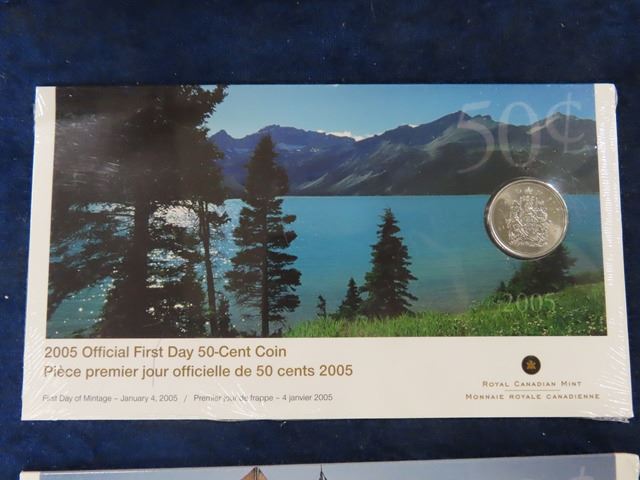 50¢
2005
2005 Official First Day 50-Cent Coin
Pièce premier jour officielle de 50 cents 2005
First Day of Mintage – January 4, 2005 / Premier jour de frappe – 4 janvier 2005
ROYAL CANADIAN MINT
MONNAIE ROYALE CANADIENNE